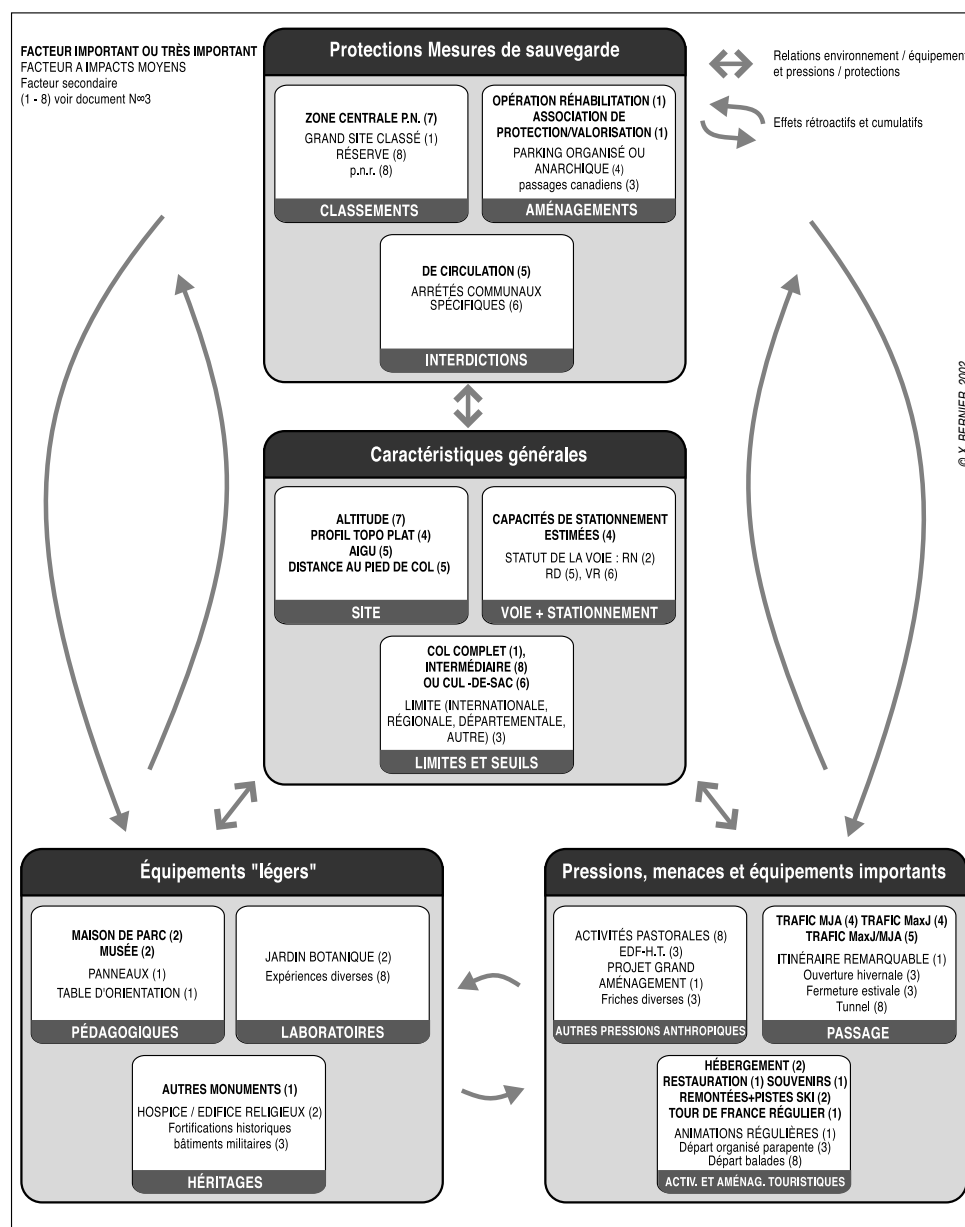 FACTEUR IMPORTANT OU TRÈS IMPORTANT
FACTEUR A IMPACTS MOYENS
Facteur secondaire
(1 - 8) voir document N∞3
Protections Mesures de sauvegarde
ZONE CENTRALE P.N. (7)
GRAND SITE CLASSÉ (1)
RÉSERVE (8)
p.n.r. (8)
CLASSEMENTS
OPÉRATION RÉHABILITATION (1)
ASSOCIATION DE
PROTECTION/VALORISATION (1)
PARKING ORGANISÉ OU
ANARCHIQUE (4)
passages canadiens (3)
AMÉNAGEMENTS
DE CIRCULATION (5)
ARRÉTÉS COMMUNAUX
SPÉCIFIQUES (6)
INTERDICTIONS
Relations environnement / équipement
et pressions / protections
Effets rétroactifs et cumulatifs
© X. BERNIER, 2002
Caractéristiques générales
ALTITUDE (7)
PROFIL TOPO PLAT (4)
AIGU (5)
DISTANCE AU PIED DE COL (5)
SITE
CAPACITÉS DE STATIONNEMENT
ESTIMÉES (4)
STATUT DE LA VOIE : RN (2)
RD (5), VR (6)
VOIE + STATIONNEMENT
COL COMPLET (1),
INTERMÉDIAIRE (8)
OU CUL -DE-SAC (6)
LIMITE (INTERNATIONALE,
RÉGIONALE, DÉPARTEMENTALE,
AUTRE) (3)
LIMITES ET SEUILS
Équipements "légers"
MAISON DE PARC (2)
MUSÉE (2)
PANNEAUX (1)
TABLE D'ORIENTATION (1)
PÉDAGOGIQUES
JARDIN BOTANIQUE (2)
Expériences diverses (8)
LABORATOIRES
AUTRES MONUMENTS (1)
HOSPICE / EDIFICE RELIGIEUX (2)
Fortifications historiques
bâtiments militaires (3)
HÉRITAGES
Pressions, menaces et équipements importants
ACTIVITÉS PASTORALES (8)
EDF-H.T. (3)
PROJET GRAND
AMÉNAGEMENT (1)
Friches diverses (3)
AUTRES PRESSIONS ANTHROPIQUES
TRAFIC MJA (4) TRAFIC MaxJ (4)
TRAFIC MaxJ/MJA (5)
ITINÉRAIRE REMARQUABLE (1)
Ouverture hivernale (3)
Fermeture estivale (3)
Tunnel (8)
PASSAGE
HÉBERGEMENT (2)
RESTAURATION (1) SOUVENIRS (1)
REMONTÉES+PISTES SKI (2)
TOUR DE FRANCE RÉGULIER (1)
ANIMATIONS RÉGULIÈRES (1)
Départ organisé parapente (3)
Départ balades (8)
ACTIV. ET AMÉNAG. TOURISTIQUES